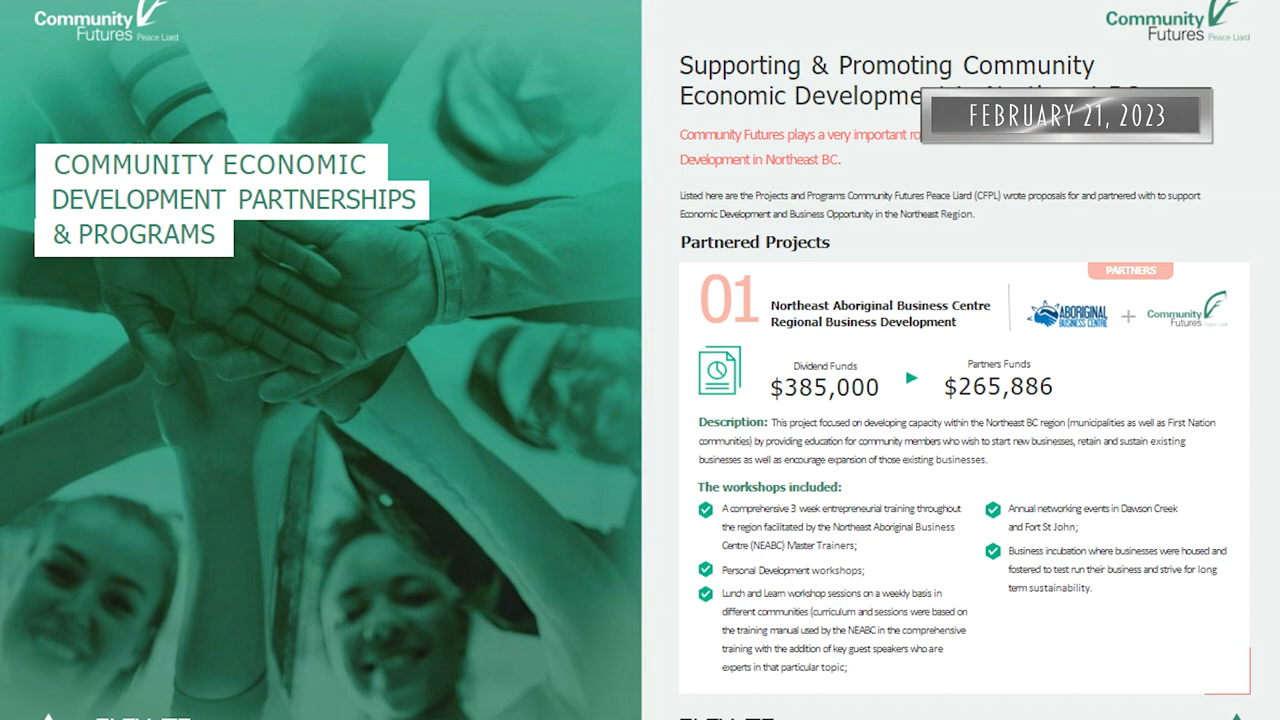 Community
Futures Peace Liard
COMMUNITY ECONOMIC
DEVELOPMENT PARTNERSHIPS
& PROGRAMS
Community
Futures Peace Liard
Supporting & Promoting Community
Economic
FEBRUARY 21, 2023
Community Futures plays a very important
Development in Northeast BC.
Listed here are the Projects and Programs Community Futures Peace Liard (CFPL) wrote proposals for and partnered with to support
Economic Development and Business Opportunity in the Northeast Region.
Partnered Projects
PARTNERS
01
Northeast Aboriginal Business Centre
Regional Business Development
ABORIGINAL
BUSINESS CENTRE
+
Community
Futures
Dividend Funds
$385,000
Partners Funds
$265,886
Description: This project focused on developing capacity within the Northeast BC region (municipalities as well as First Nation
communities) by providing education for community members who wish to start new businesses, retain and sustain existing
businesses as well as encourage expansion of those existing businesses.
The workshops included:
A comprehensive 3 week entrepreneurial training throughout
the region facilitated by the Northeast Aboriginal Business
Centre (NEABC) Master Trainers;
Personal Development workshops;
Lunch and Learn workshop sessions on a weekly basis in
different communities (curriculum and sessions were based on
the training manual used by the NEABC in the comprehensive
training with the addition of key guest speakers who are
experts in that particular topic;
Annual networking events in Dawson Creek
and Fort St John;
Business incubation where businesses were housed and
fostered to test run their business and strive for long
term sustainability.